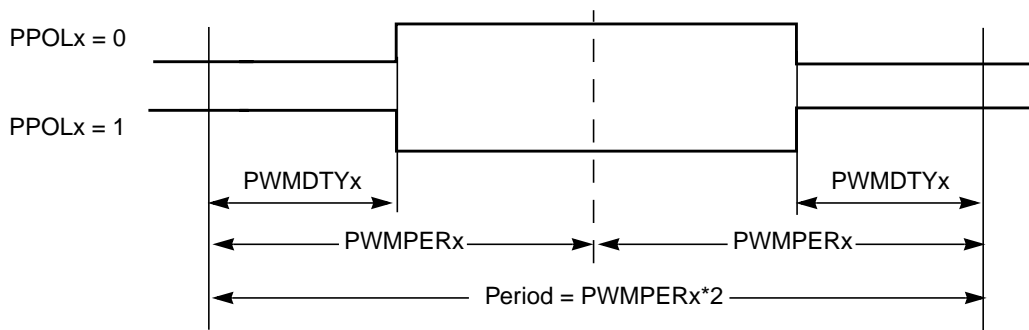 PPOLx = 0
PPOLx = 1
PWMDTYx
PWMDTYx
PWMPERx
PWMPERx
Period = PWMPERx*2